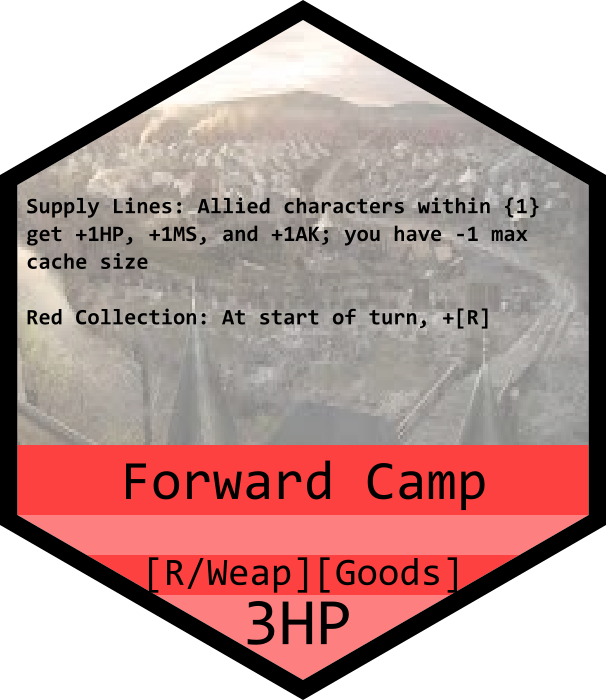 Supply Lines: Allied characters within {1}
get +1HP, +1MS, and +1AK; you have -1 max
cache size
Red Collection: At start of turn, +[R]
Forward Camp
[R/Weap][Goods]
3HP